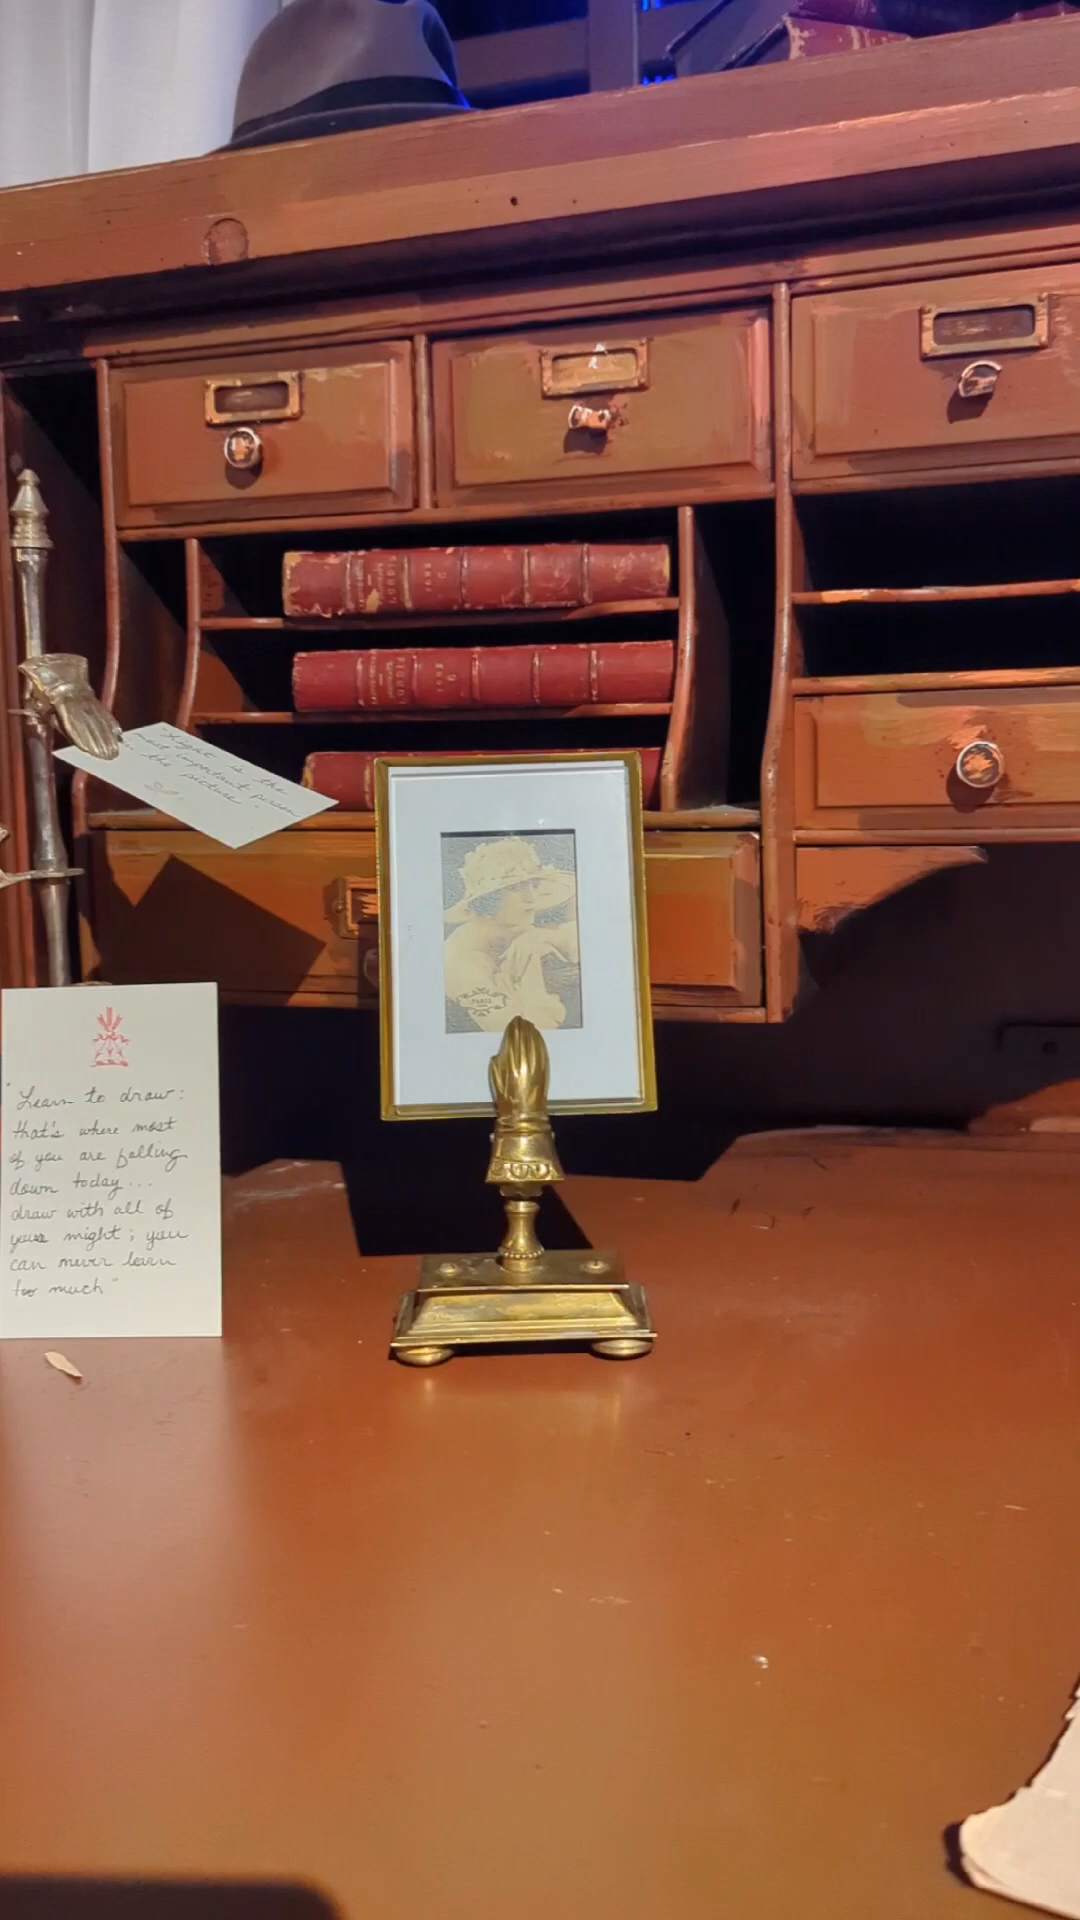 "Light is the
most important person
in the picture."
PARIS
"Learn to draw:
that's where most
of you are falling
down today...
draw with all of
your might; you
can never learn
too much"